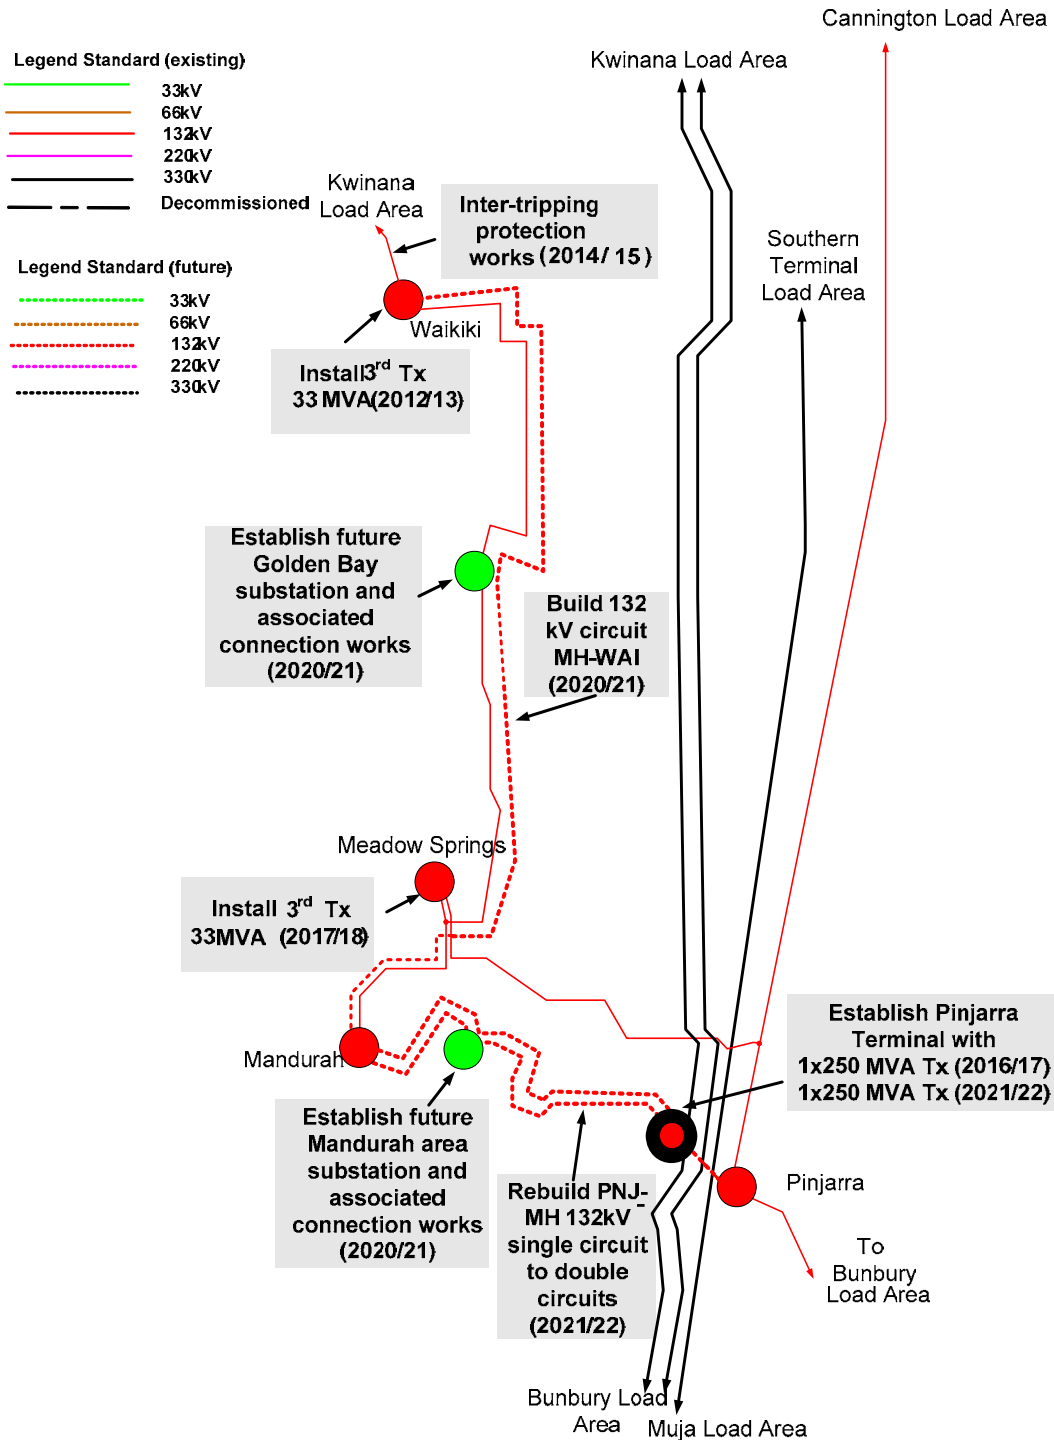 Cannington Load Area
Kwinana Load Area
Legend Standard (existing)
33kV
66kV
132kV
220kV
330kV
Decommissioned
Kwinana
Load Area
Inter-tripping
protection
works (2014/ 15)
Southern
Terminal
Load Area
Legend Standard (future)
33kV
66kV
132kV
220kV
330kV
Waikiki
Install 3rd Tx
33 MVA(2012/13)
Establish future
Golden Bay
substation and
associated
connection works
(2020/21)
Build 132
kV circuit
MH-WAI
(2020/21)
Meadow Springs
Install 3rd Tx
33MVA (2017/18)
Mandurah
Establish Pinjarra
Terminal with
1x250 MVA Tx (2016/17)
1x250 MVA Tx (2021/22)
Establish future
Mandurah area
substation and
associated
connection works
(2020/21)
Rebuild PNJ-
MH 132kV
single circuit
to double
circuits
(2021/22)
Pinjarra
To
Bunbury
Load Area
Bunbury Load
Area
Muja Load Area